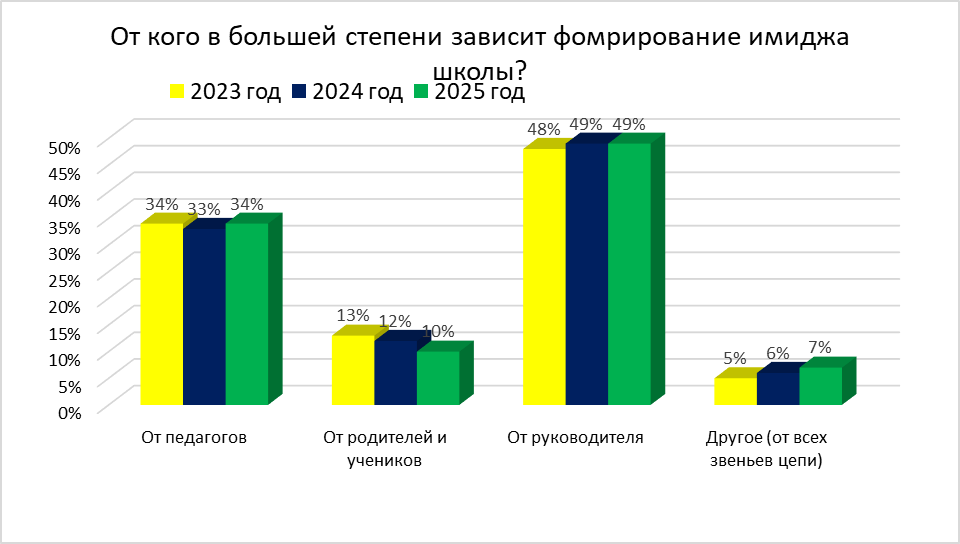 От кого в большей степени зависит фомрирование имиджа
школы?
2023 год 2024 год 2025 год
50%
45%
40%
35%
30%
25%
20%
15%
10%
5%
0%
34% 33% 34%
13% 12% 10%
48% 49% 49%
5% 6% 7%
От педагогов
От родителей и
учеников
От руководителя
Другое (от всех
звеньев цепи)